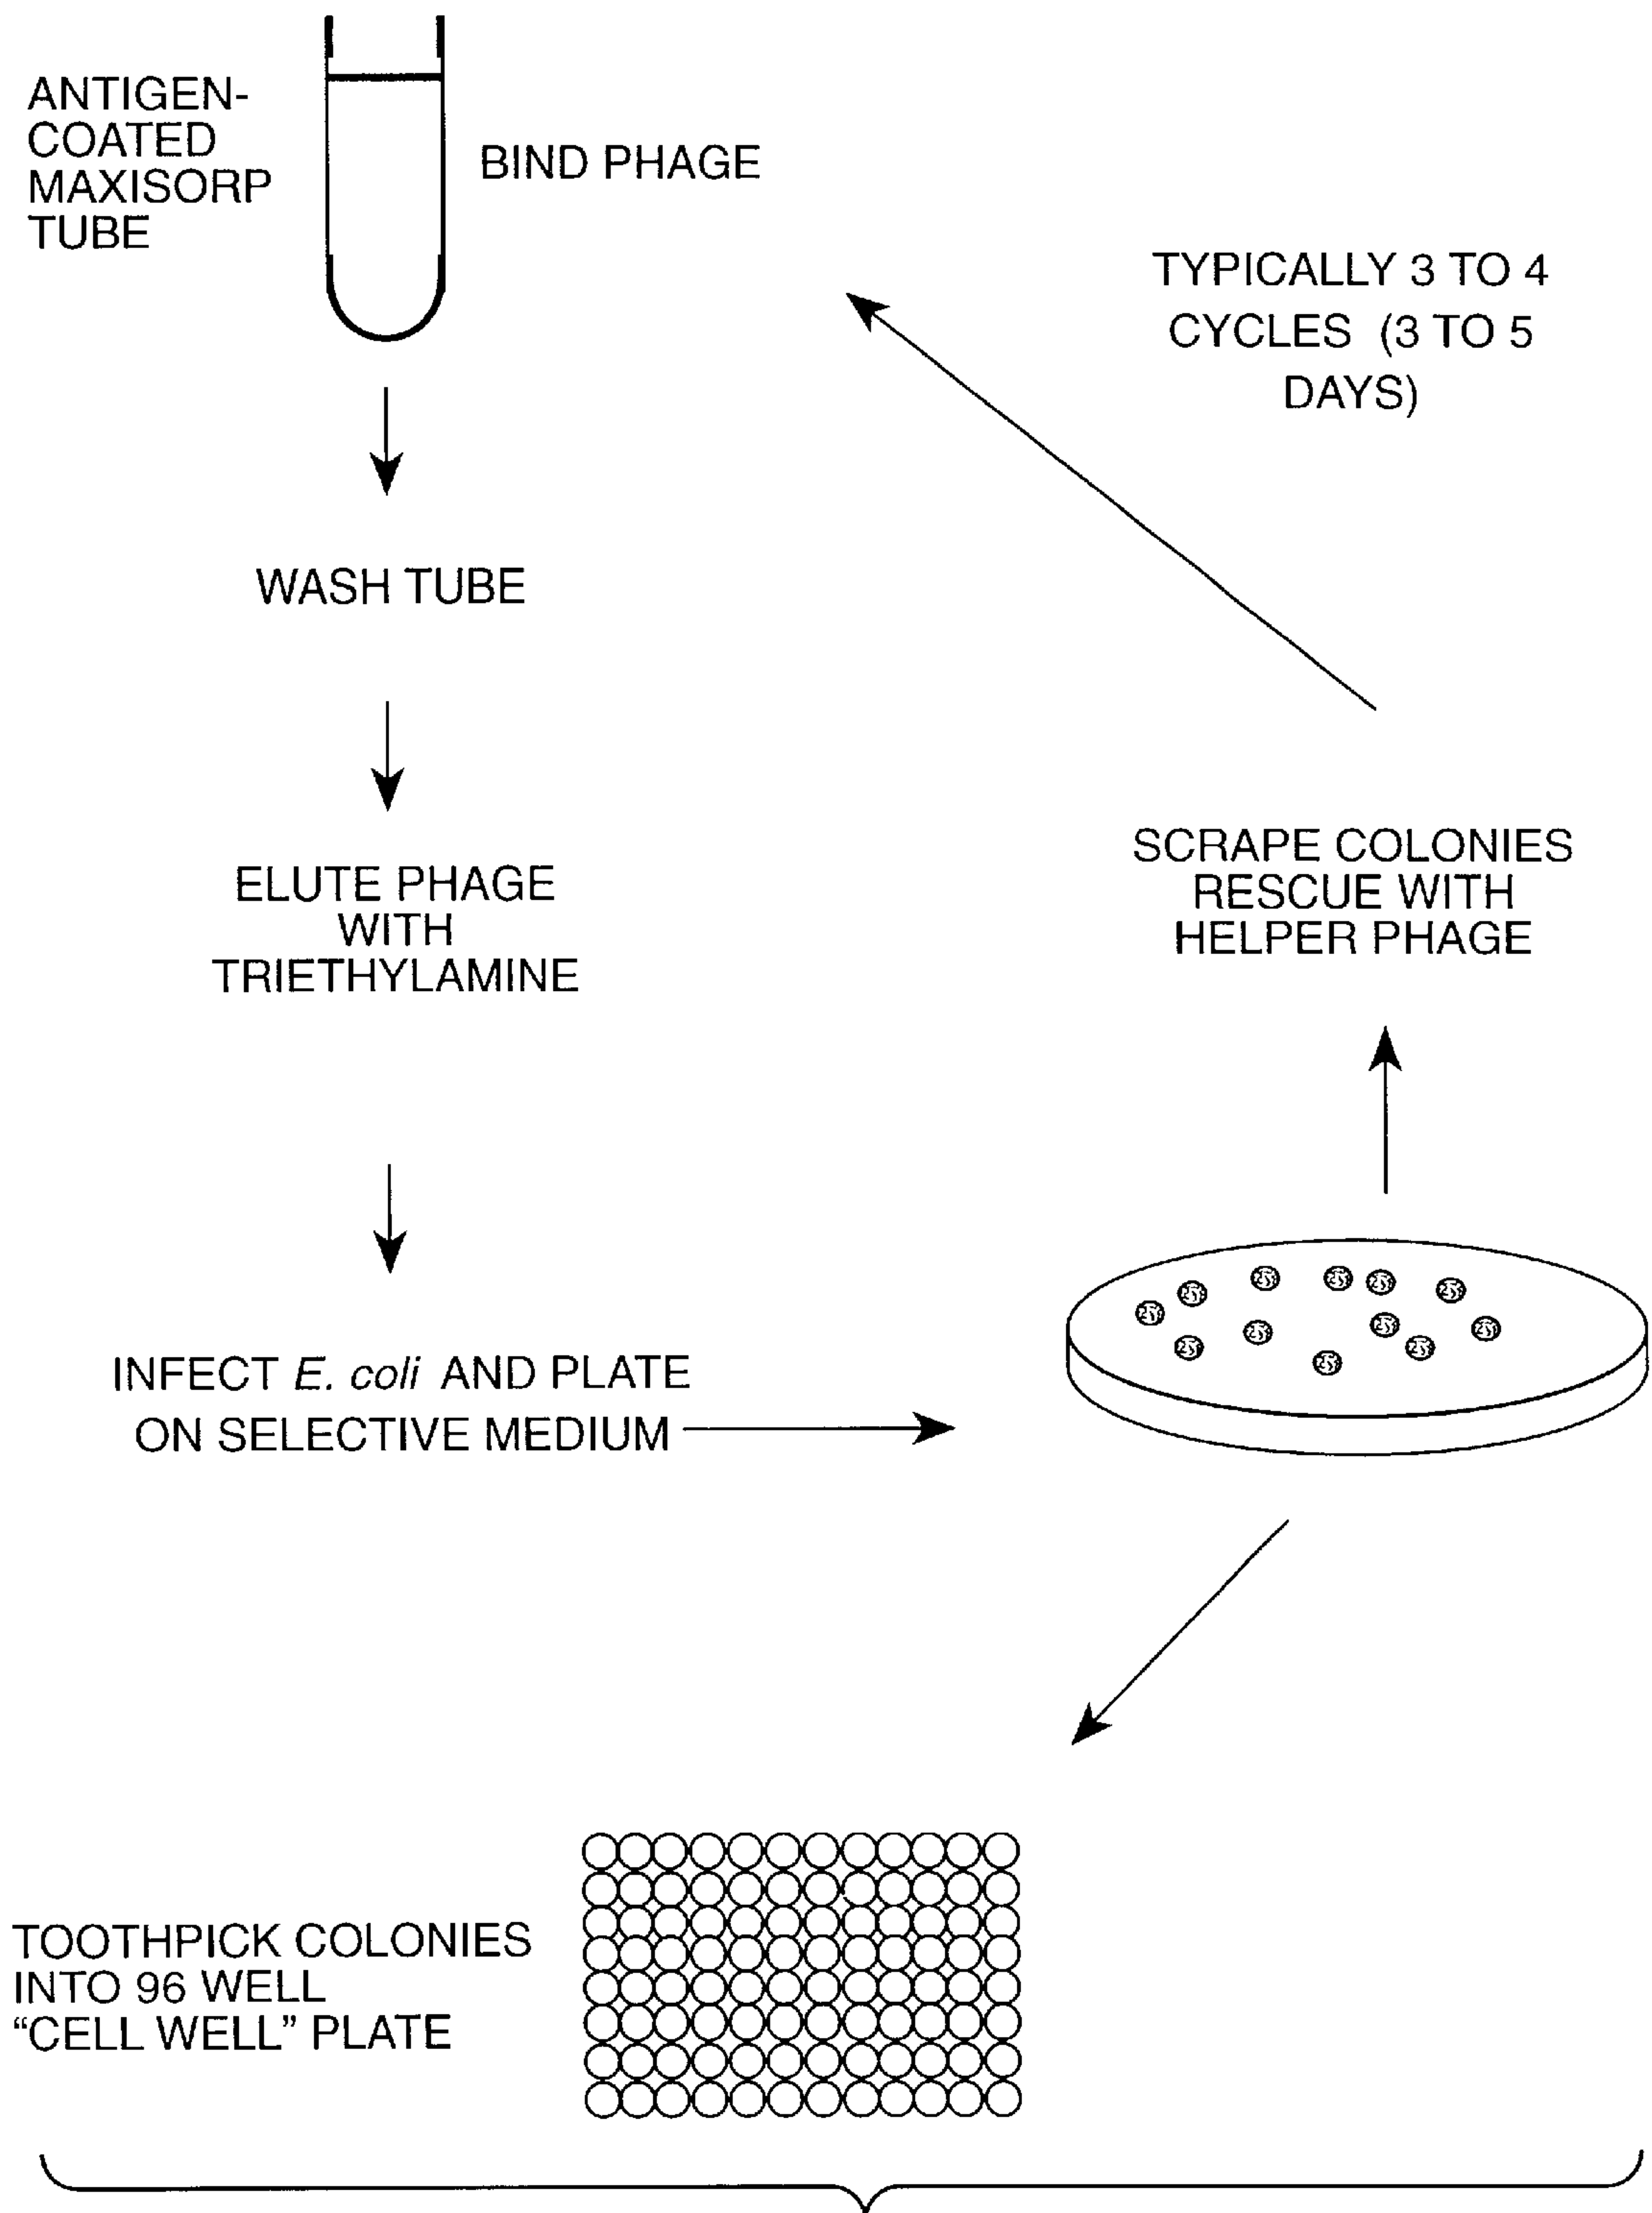 ANTIGEN-
COATED
MAXISORP
TUBE
BIND PHAGE
TYPICALLY 3 TO 4
CYCLES (3 TO 5
DAYS)
WASH TUBE
ELUTE PHAGE
WITH
TRIETHYLAMINE
SCRAPE COLONIES
RESCUE WITH
HELPER PHAGE
INFECT E. coli AND PLATE
ON SELECTIVE MEDIUM
TOOTHPICK COLONIES
INTO 96 WELL
“CELL WELL” PLATE